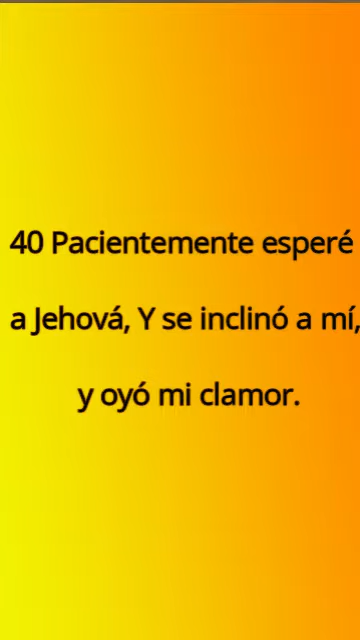 40 Pacientemente esperé
a Jehová, Y se inclinó a mí,
y oyó mi clamor.